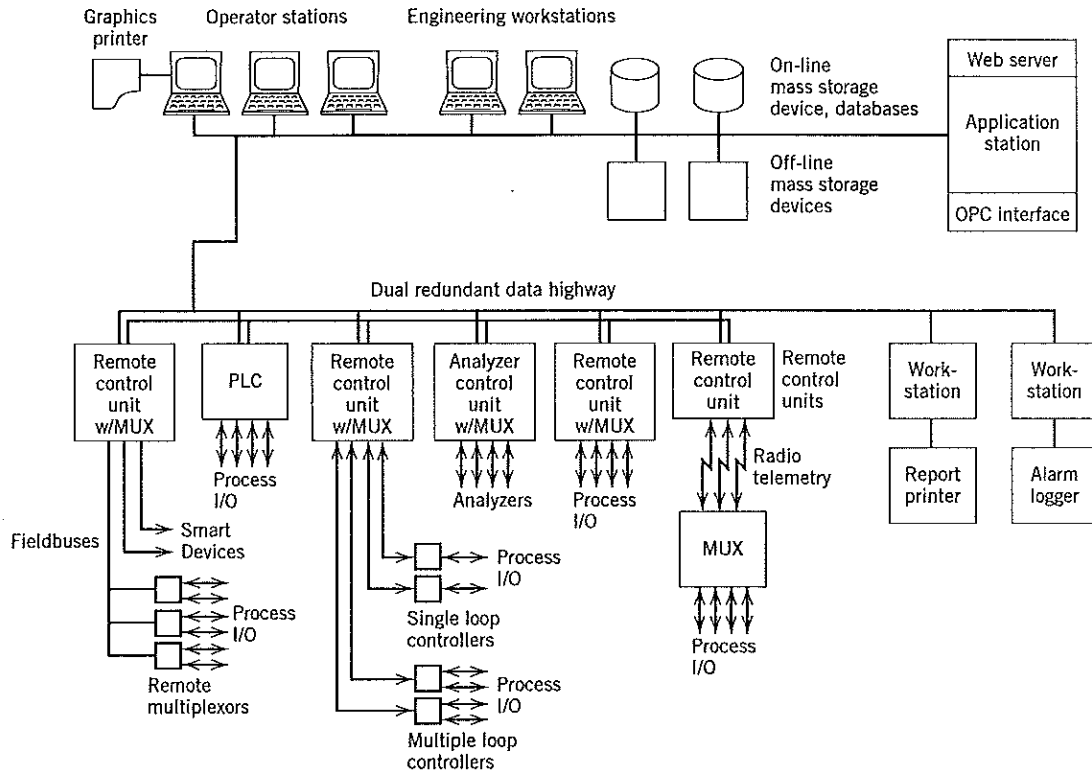 Graphics
printer
Operator stations
Engineering workstations
On-line
mass storage
device, databases
Off-line
mass storage
devices
Web server
Application
station
OPC interface
Dual redundant data highway
Remote
control
unit
w/MUX
PLC
Remote
control
unit
w/MUX
Analyzer
control
unit
w/MUX
Remote
control
unit
w/MUX
Remote
control
unit
Remote
control
units
Work-
station
Work-
station
Process
I/O
Analyzers
Process
I/O
Radio
telemetry
Report
printer
Alarm
logger
Fieldbuses
Smart
Devices
Process
I/O
Remote
multiplexors
Process
I/O
Single loop
controllers
Process
I/O
Multiple loop
controllers
MUX
Process
I/O